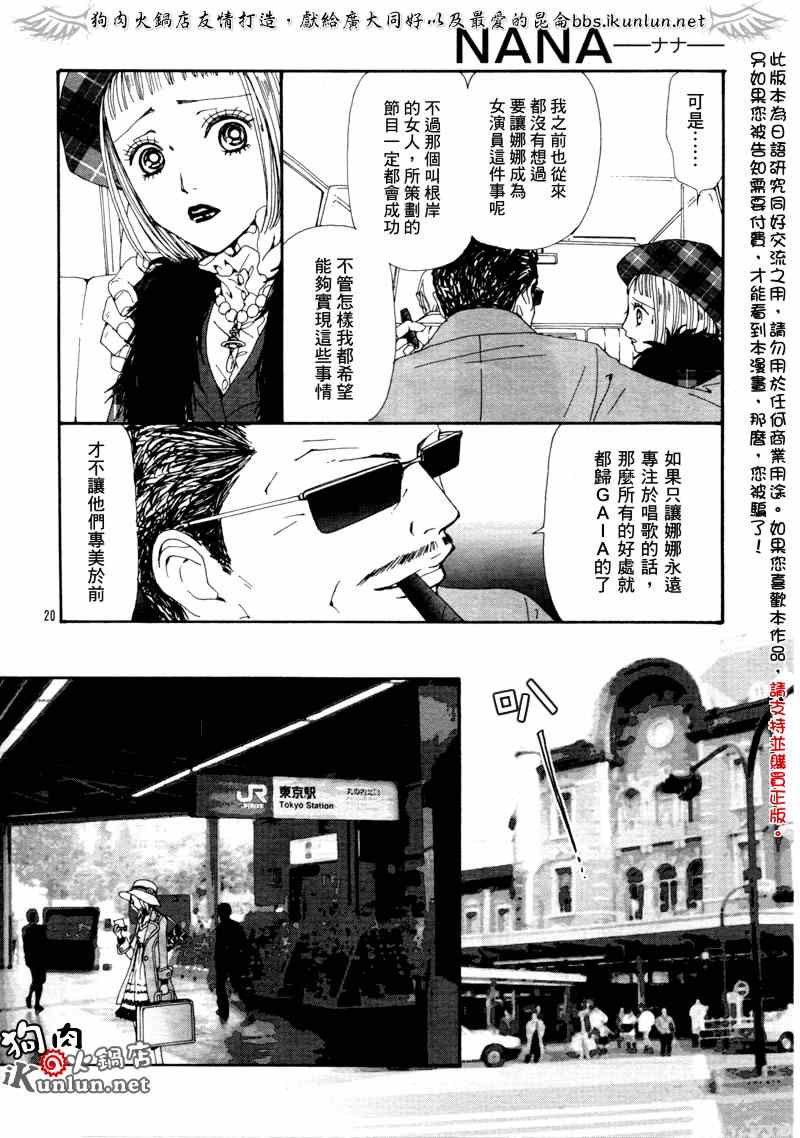 狗肉火鍋店友情打造，獻給廣大同好以及最愛的昆侖bbs.ikunlun.net
NANA——ナナ——
可是……
我之前也從來
都沒有想過
要讓娜娜成為
女演員這件事呢
不過那個叫根岸
的女人，所策劃的
節目一定都會成功
不管怎樣我都希望
能夠實現這些事情
如果只讓娜娜永遠
專注於唱歌的話，
那麼所有的好處就
都歸GAIA的了
才不讓他們專美於前
20
7
叭
JR
東京駅
Tokyo Station
此版本為日語研究同好交流之用，請勿用於任何商業用途。如果您喜歡本作品，請支持並購買正版。
只如果您被告知需要付費，才能看到本漫畫，那麼，您被騙了！
狗肉火鍋店
iKunlun.net